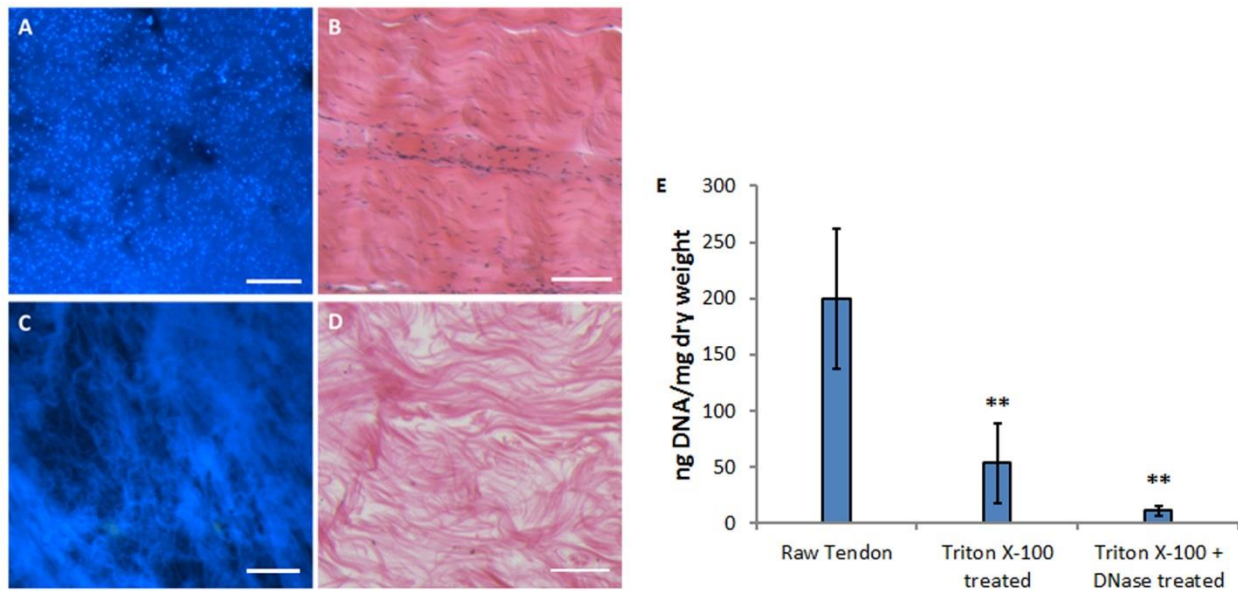 A
B
C
D
E
ng DNA/mg dry weight
300
250
200
150
100
50
0
**
**
Raw Tendon
Triton X-100
treated
Triton X-100 +
DNase treated